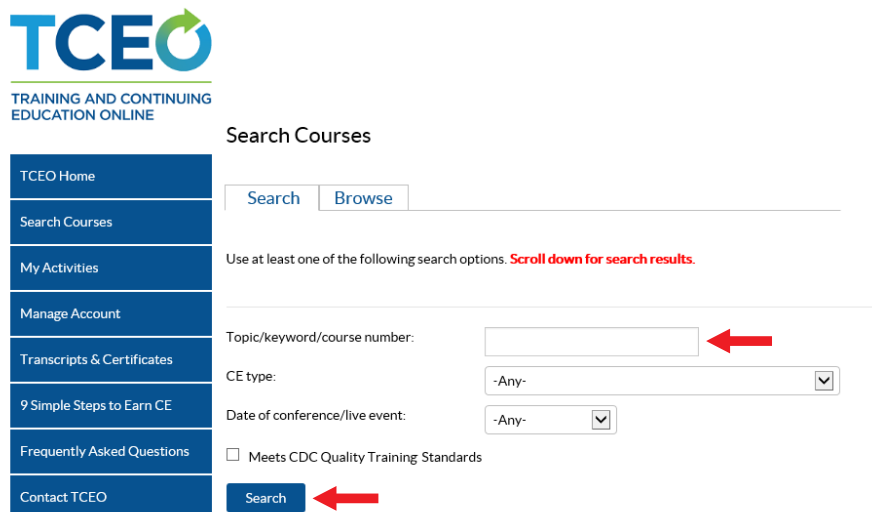 TCEO
TRAINING AND CONTINUING
EDUCATION ONLINE
TCEO Home
Search Courses
My Activities
Manage Account
Transcripts & Certificates
9 Simple Steps to Earn CE
Frequently Asked Questions
Contact TCEO
Search Courses
Search Browse
Use at least one of the following search options. Scroll down for search results.
Topic/keyword/course number:
CE type: -Any-
Date of conference/live event: -Any-
Meets CDC Quality Training Standards
Search